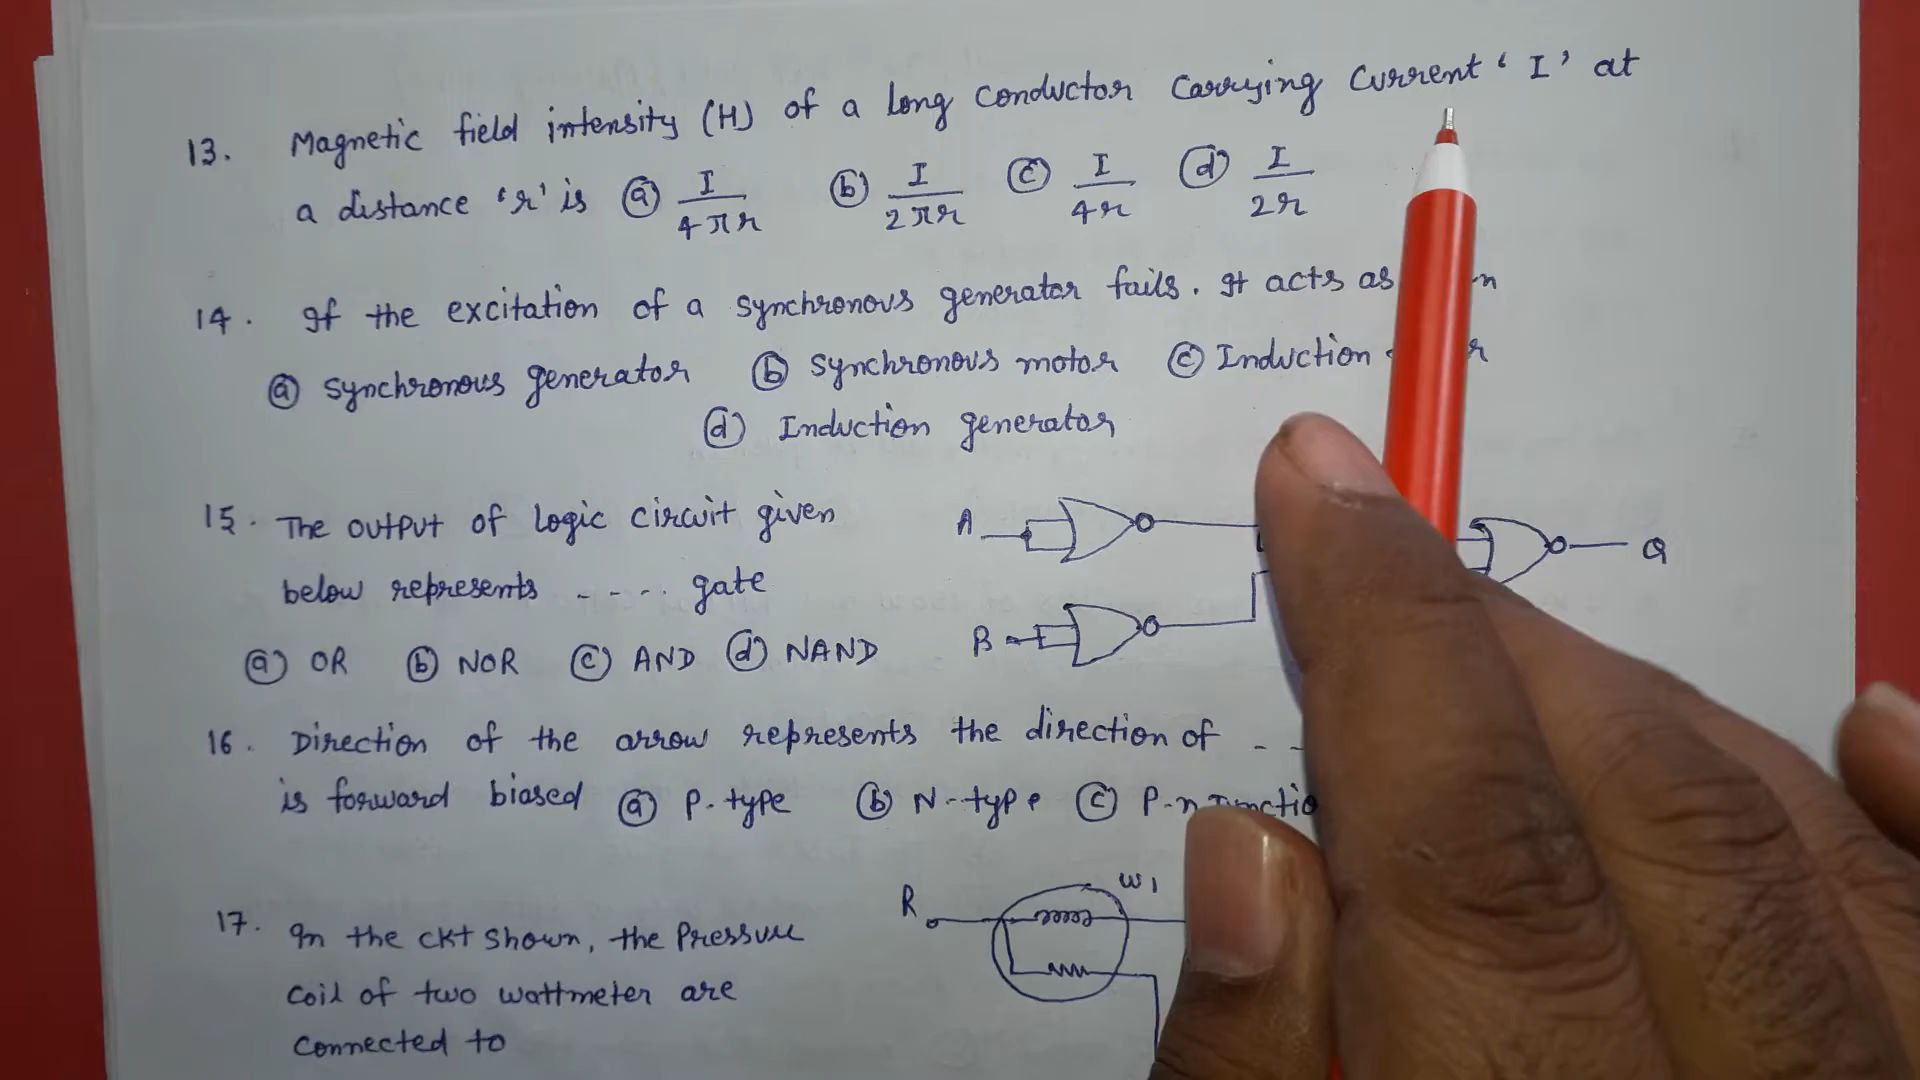 13. Magnetic field intensity (H) of a long conductor carrying current 'I' at
a distance 'r' is (a) I/4πr (b) I/2πr (c) I/4r (d) I/2r
14. If the excitation of a synchronous generator fails. It acts as
(a) synchronous generator (b) synchronous motor (c) Induction
(d) Induction generator
15. The output of logic circuit given
below represents ---- gate
(a) OR (b) NOR (c) AND (d) NAND
A
B
Q
16. Direction of the arrow represents the direction of - -
is forward biased (a) P-type (b) N-type (c) P-n
17. In the ckt shown, the pressure
coil of two wattmeter are
connected to
R
W1